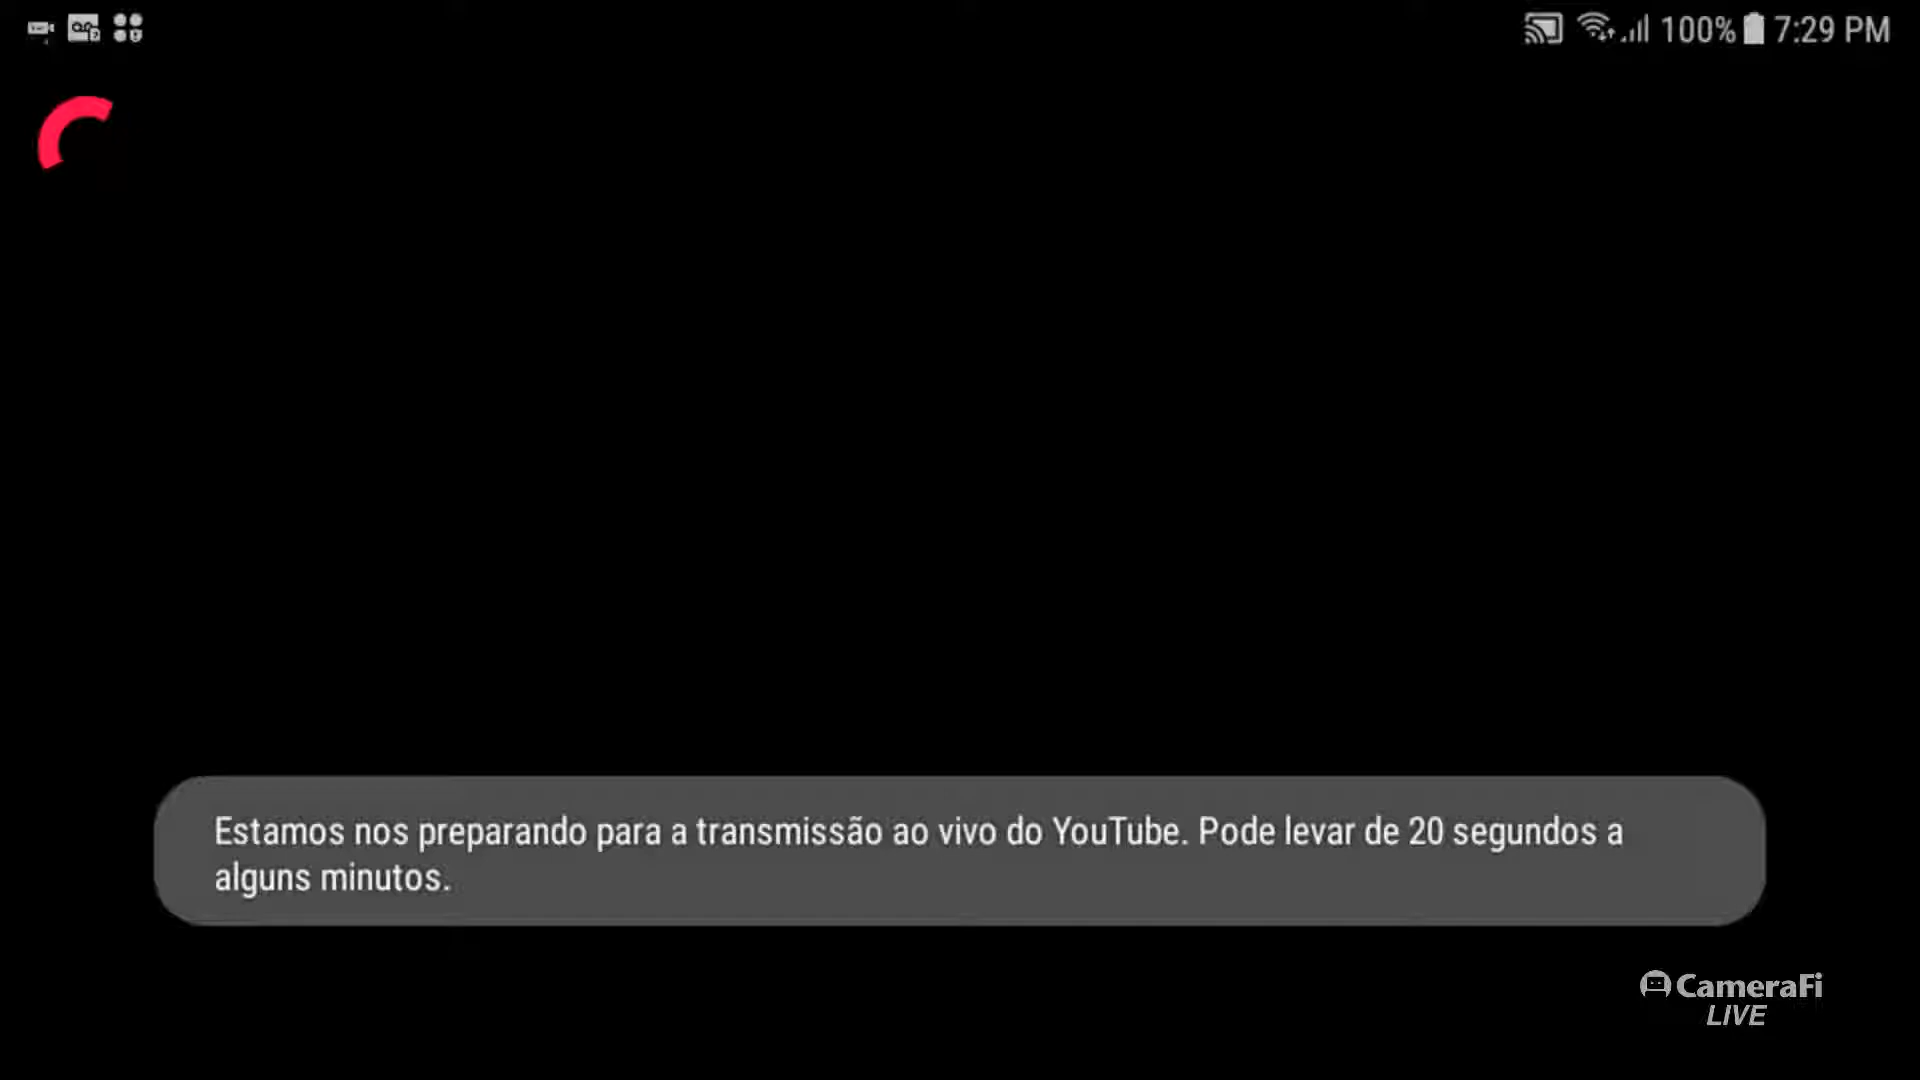 100% 7:29 PM
Estamos nos preparando para a transmissão ao vivo do YouTube. Pode levar de 20 segundos a
alguns minutos.
CameraFi
LIVE